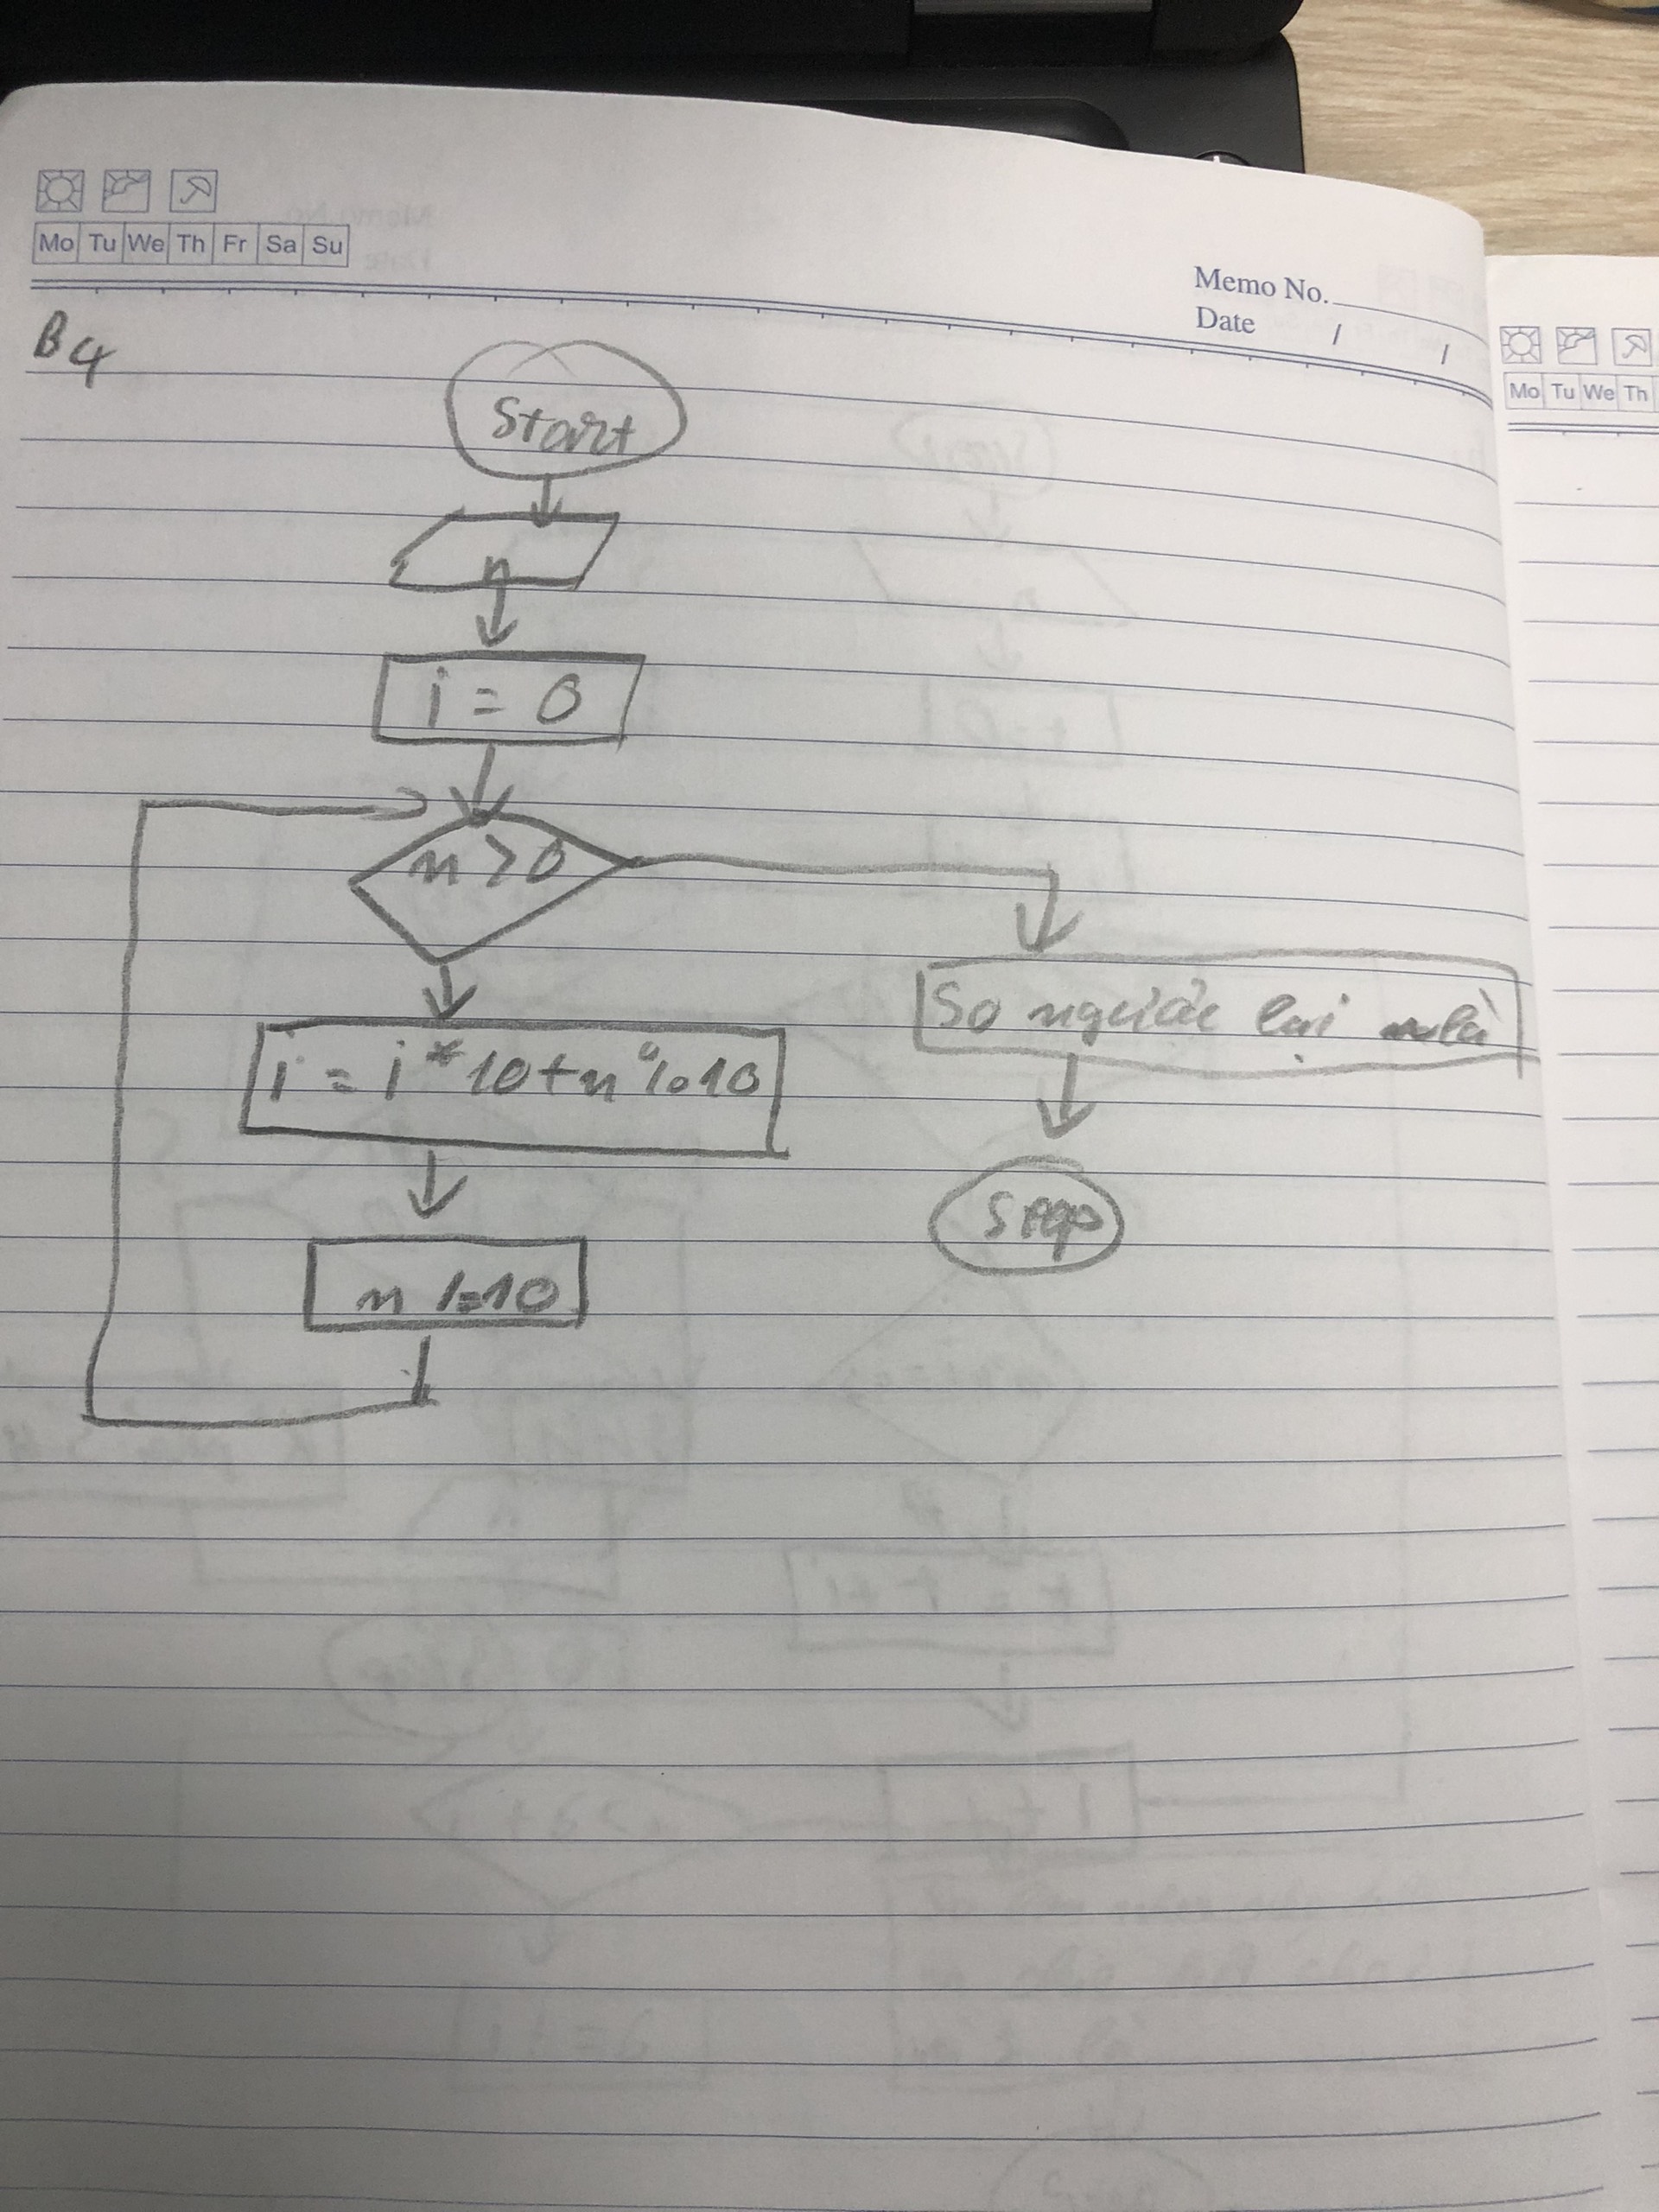 Mo Tu We Th Fr Sa Su
Memo No.
Date / /
B4
Start
n
i = 0
n > 0
i = i * 10 + n % 10
n /= 10
Số ngược lại là
Stop
Mo Tu We Th